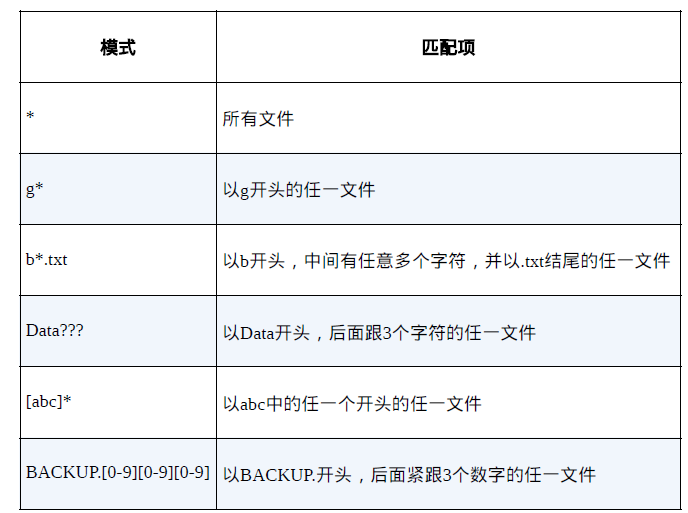 模式 匹配项
* 所有文件
g* 以g开头的任一文件
b*.txt 以b开头，中间有任意多个字符，并以.txt结尾的任一文件
Data??? 以Data开头，后面跟3个字符的任一文件
[abc]* 以abc中的任一个开头的任一文件
BACKUP.[0-9][0-9][0-9] 以BACKUP.开头，后面紧跟3个数字的任一文件